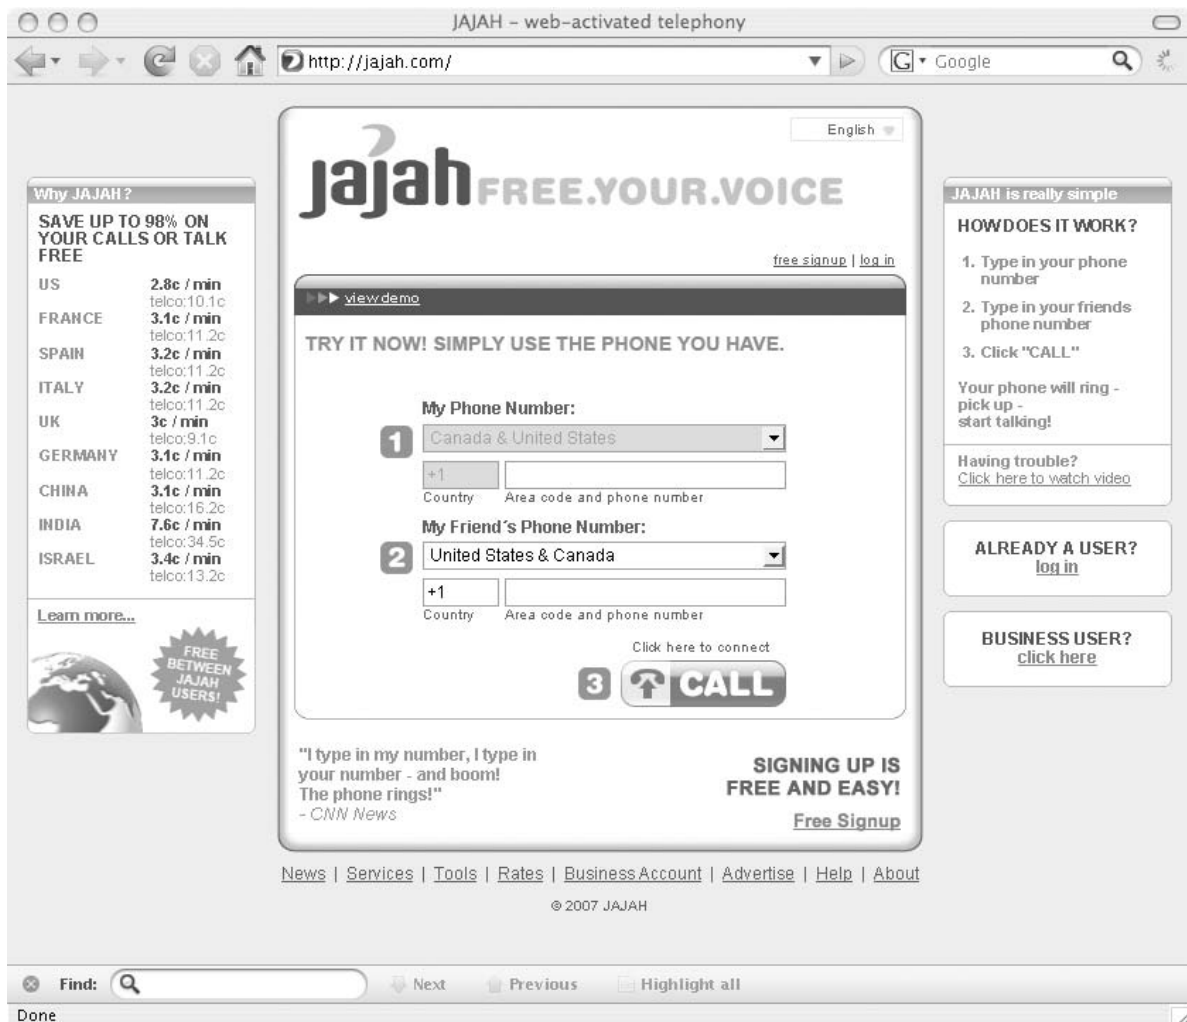 JAJAH – web-activated telephony
http://jajah.com/
G
Google
English
jajah FREE.YOUR.VOICE
free signup | log in
Why JAJAH?
SAVE UP TO 98% ON
YOUR CALLS OR TALK
FREE
US 2.8c / min
telco:10.1c
FRANCE 3.1c / min
telco:11.2c
SPAIN 3.2c / min
telco:11.2c
ITALY 3.2c / min
telco:11.2c
UK 3c / min
telco:9.1c
GERMANY 3.1c / min
telco:11.2c
CHINA 3.1c / min
telco:16.2c
INDIA 7.6c / min
telco:34.5c
ISRAEL 3.4c / min
telco:13.2c
Learn more...
FREE
BETWEEN
JAJAH
USERS!
view demo
TRY IT NOW! SIMPLY USE THE PHONE YOU HAVE.
My Phone Number:
1 Canada & United States
+1
Country Area code and phone number
My Friend´s Phone Number:
2 United States & Canada
+1
Country Area code and phone number
Click here to connect
3 CALL
"I type in my number, I type in
your number - and boom!
The phone rings!"
- CNN News
SIGNING UP IS
FREE AND EASY!
Free Signup
JAJAH is really simple
HOW DOES IT WORK?
1. Type in your phone
number
2. Type in your friends
phone number
3. Click "CALL"
Your phone will ring -
pick up -
start talking!
Having trouble?
Click here to watch video
ALREADY A USER?
log in
BUSINESS USER?
click here
News | Services | Tools | Rates | Business Account | Advertise | Help | About
© 2007 JAJAH
Find: Next Previous Highlight all
Done